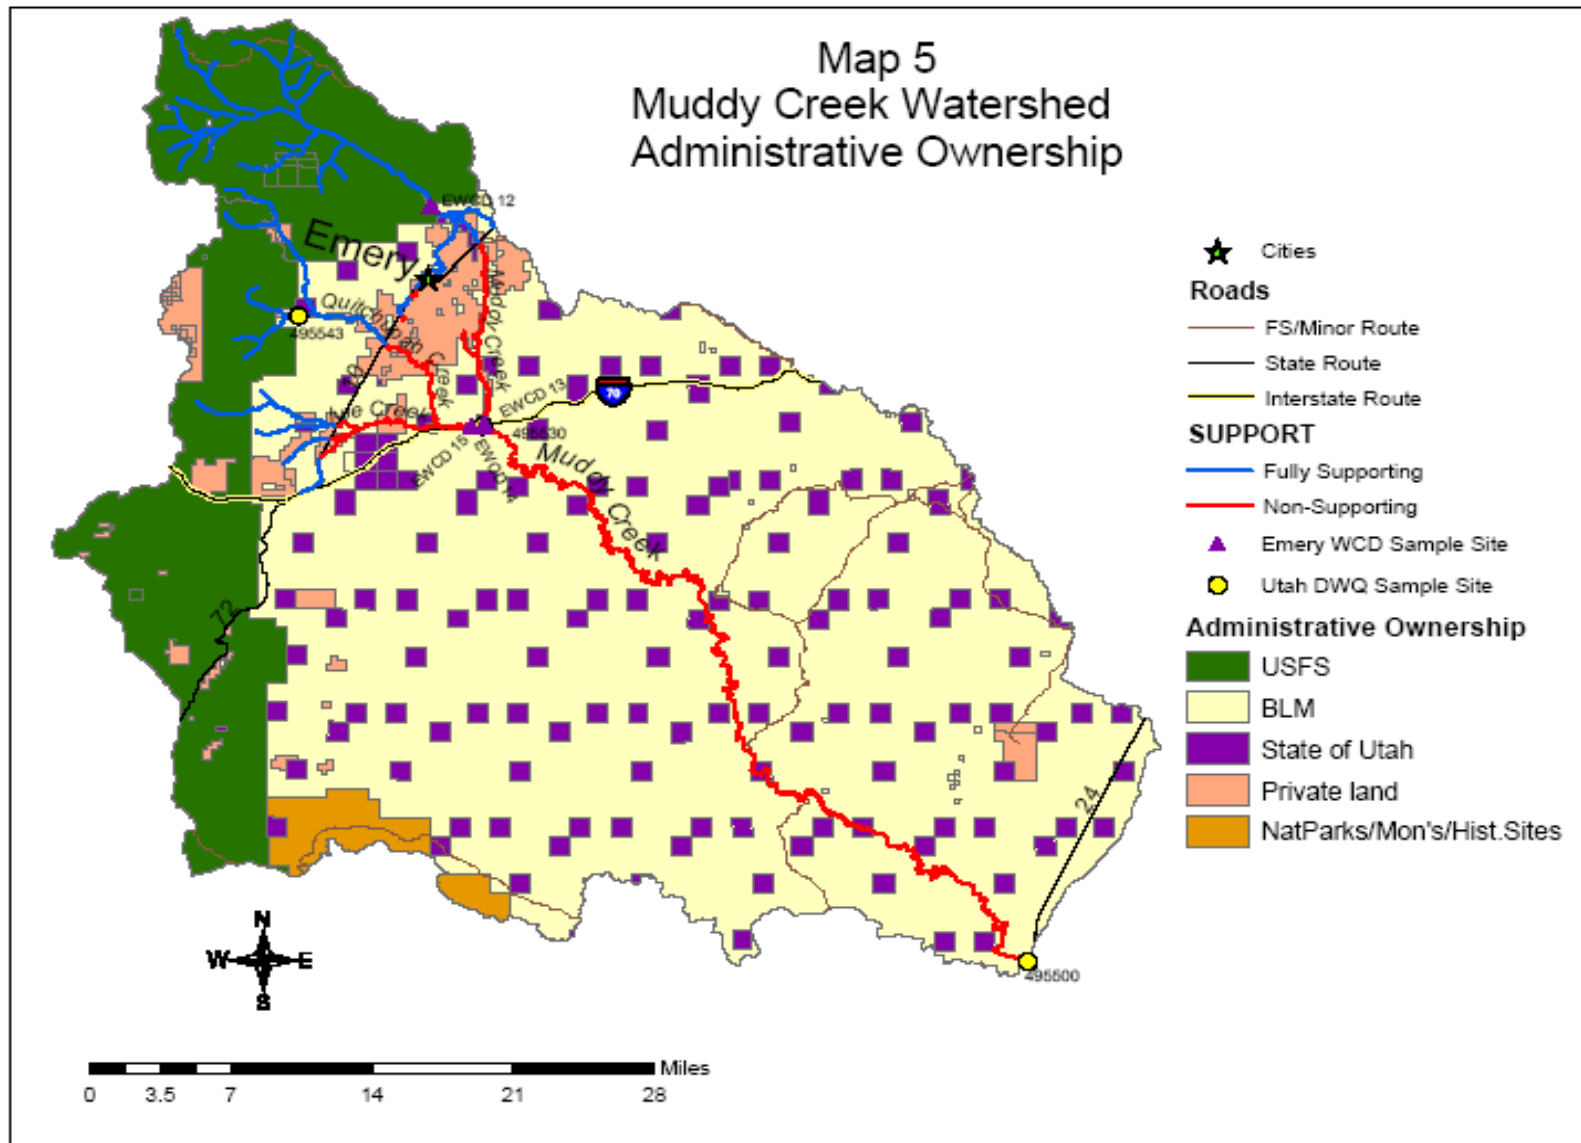 Map 5
Muddy Creek Watershed
Administrative Ownership
EWCD 12
Emery
Muddy Creek
Quitchupah Creek
495543
70
Creek
EWCD 13
495530
EWCD 15
EWCD 14
Muddy Creek
72
24
495500
N
W E
S
Miles
0 3.5 7 14 21 28
Cities
Roads
FS/Minor Route
State Route
Interstate Route
SUPPORT
Fully Supporting
Non-Supporting
Emery WCD Sample Site
Utah DWQ Sample Site
Administrative Ownership
USFS
BLM
State of Utah
Private land
NatParks/Mon's/Hist.Sites